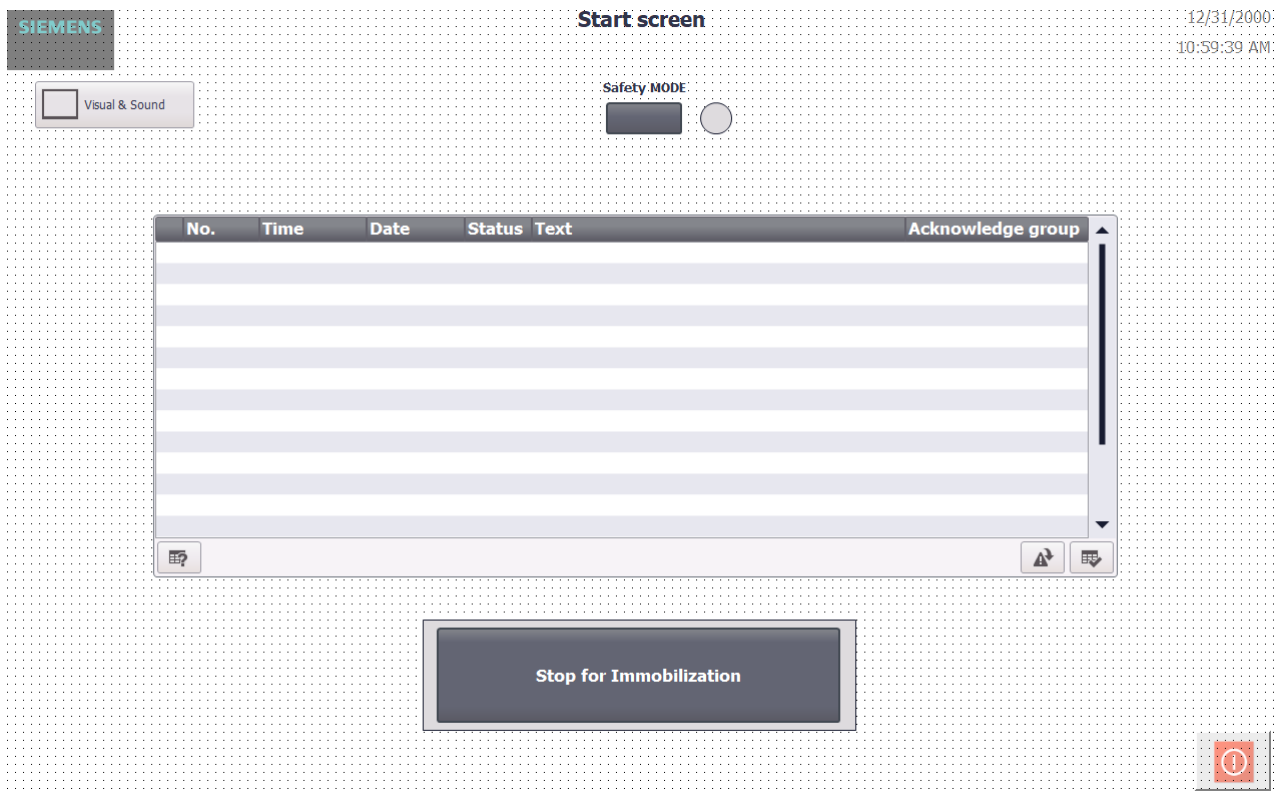 SIEMENS
Start screen
12/31/2000
10:59:39 AM
Visual & Sound
Safety MODE
No. Time Date Status Text Acknowledge group
Stop for Immobilization